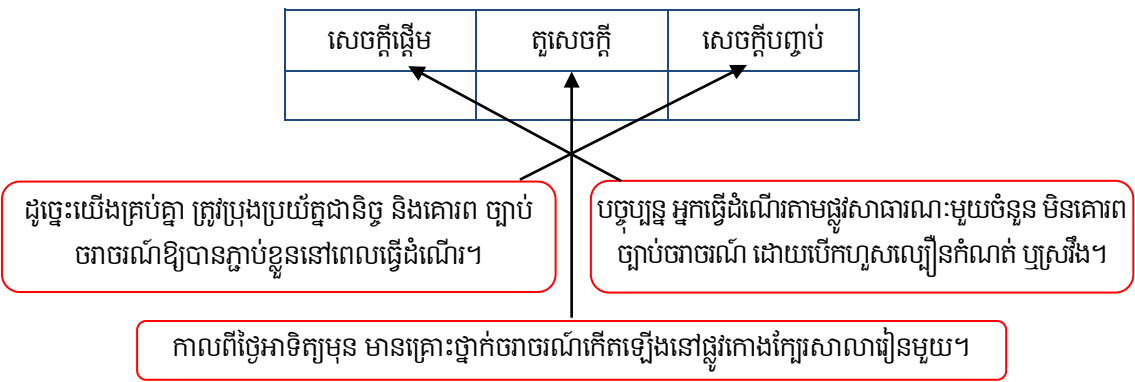 សេចក្ដីផ្ដើម
តួសេចក្ដី
សេចក្ដីបញ្ចប់
ដូច្នេះយើងគ្រប់គ្នា ត្រូវប្រុងប្រយ័ត្នជានិច្ច និងគោរព ច្បាប់
ចរាចរណ៍ឱ្យបានភ្ជាប់ខ្លួននៅពេលធ្វើដំណើរ។
បច្ចុប្បន្ន អ្នកធ្វើដំណើរតាមផ្លូវសាធារណៈមួយចំនួន មិនគោរព
ច្បាប់ចរាចរណ៍ ដោយបើកហួសល្បឿនកំណត់ ឬស្រវឹង។
កាលពីថ្ងៃអាទិត្យមុន មានគ្រោះថ្នាក់ចរាចរណ៍កើតឡើងនៅផ្លូវកោងក្បែរសាលារៀនមួយ។